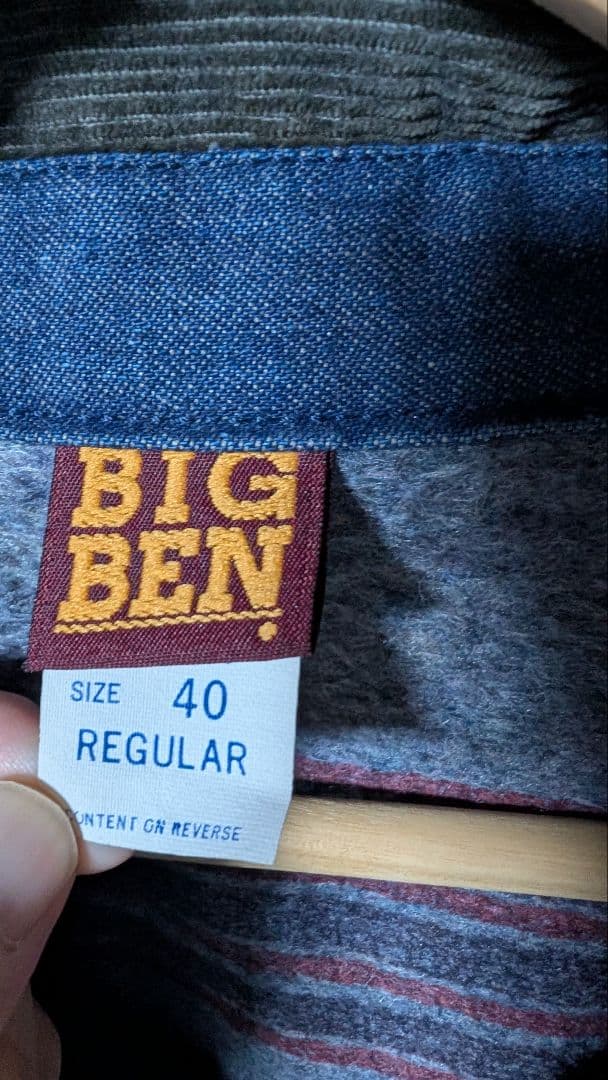 BIG
BEN.
SIZE 40
REGULAR
CONTENT ON REVERSE